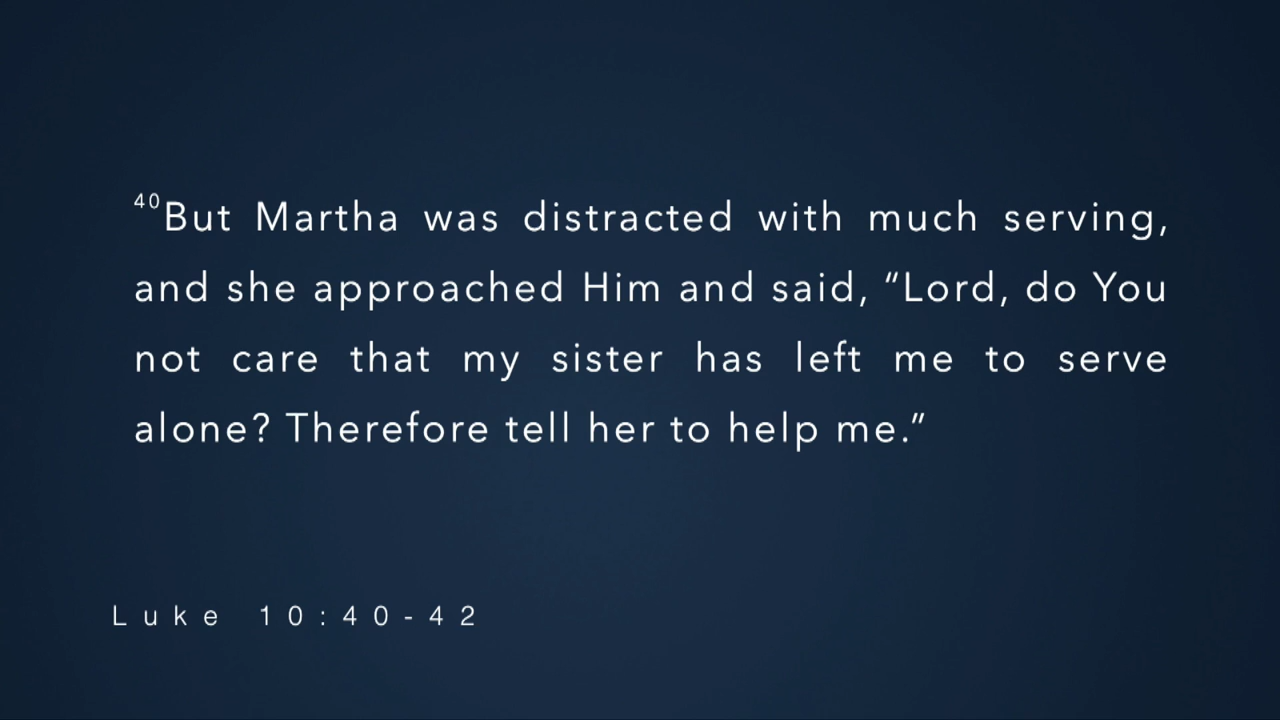 40But Martha was distracted with much serving,
and she approached Him and said, “Lord, do You
not care that my sister has left me to serve
alone? Therefore tell her to help me.”
Luke 10:40-42